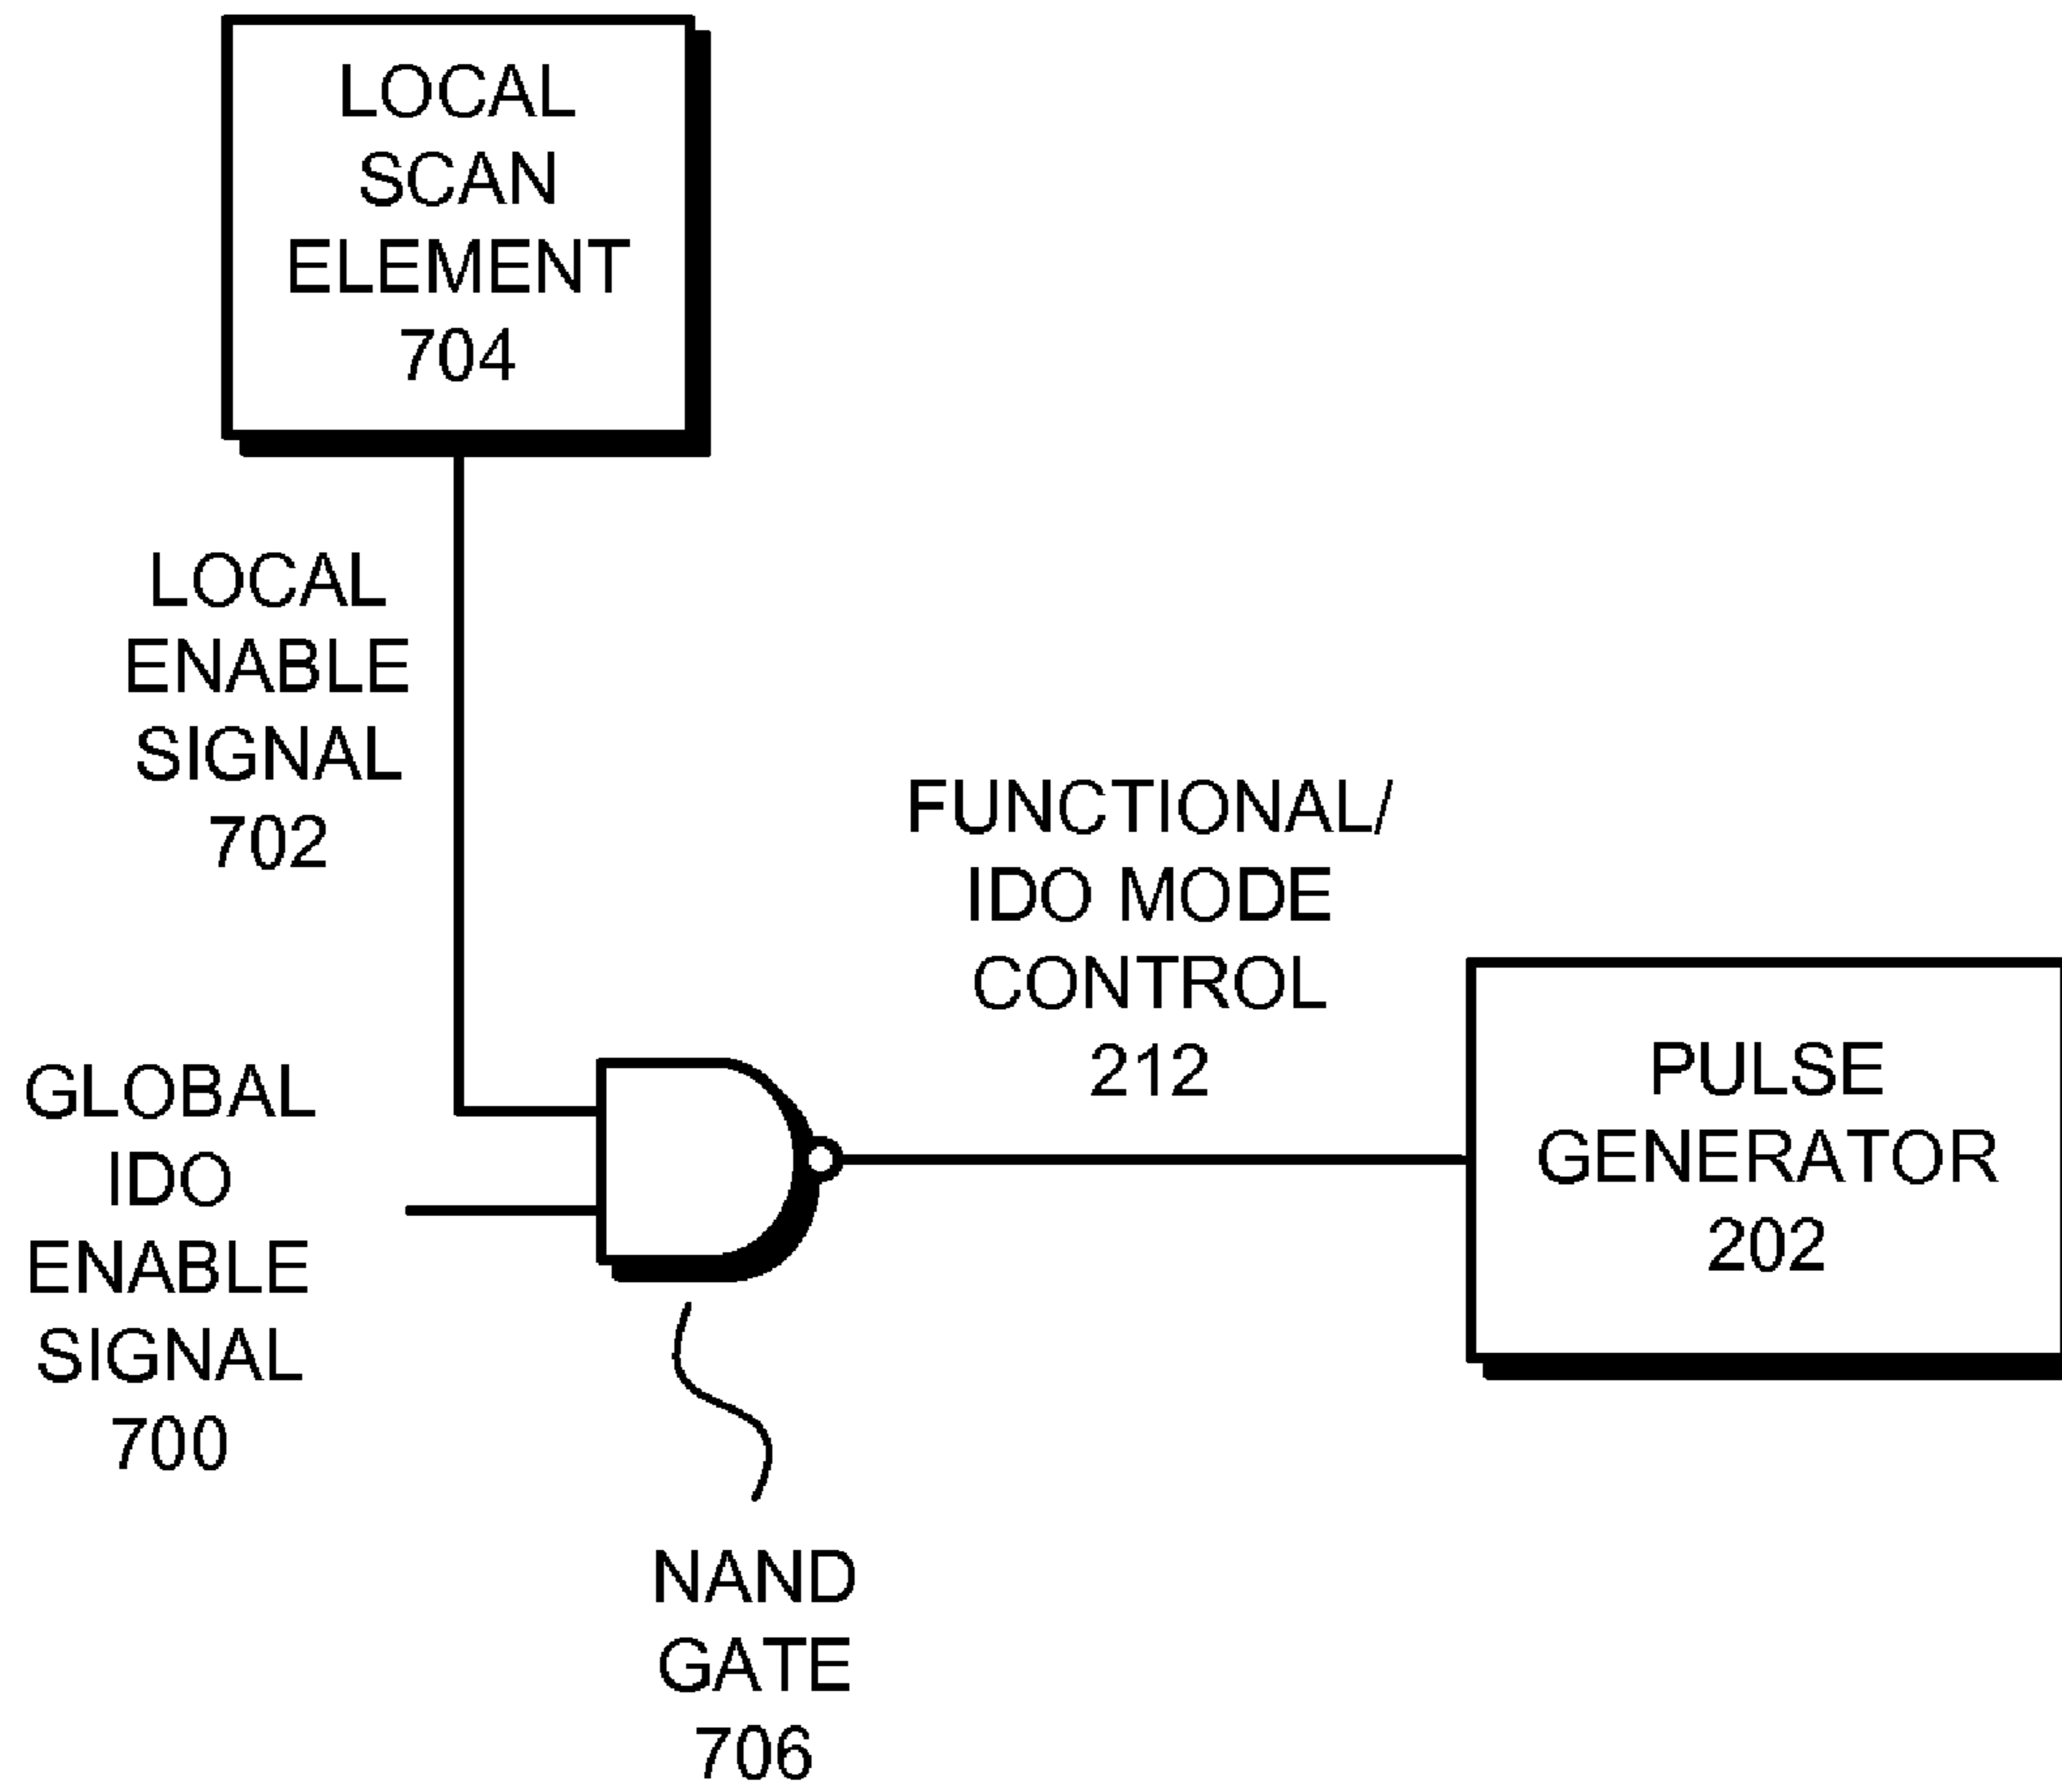 LOCAL
SCAN
ELEMENT
704
LOCAL
ENABLE
SIGNAL
702
FUNCTIONAL/
IDO MODE
CONTROL
212
GLOBAL
IDO
ENABLE
SIGNAL
700
PULSE
GENERATOR
202
NAND
GATE
706